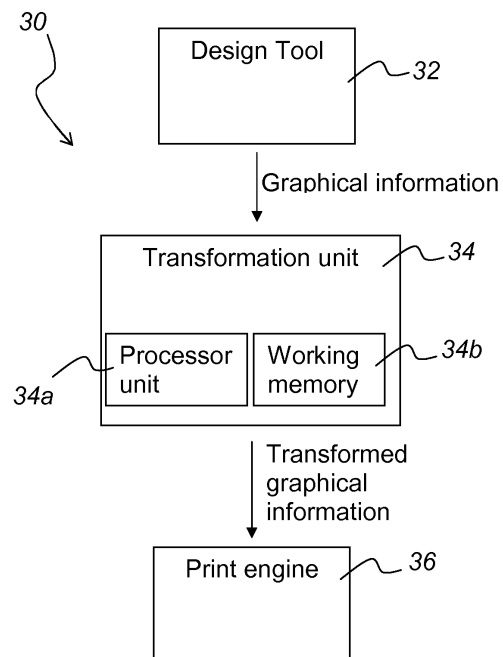 30
Design Tool
32
Graphical information
Transformation unit
34
Processor
unit
Working
memory
34b
34a
Transformed
graphical
information
Print engine
36